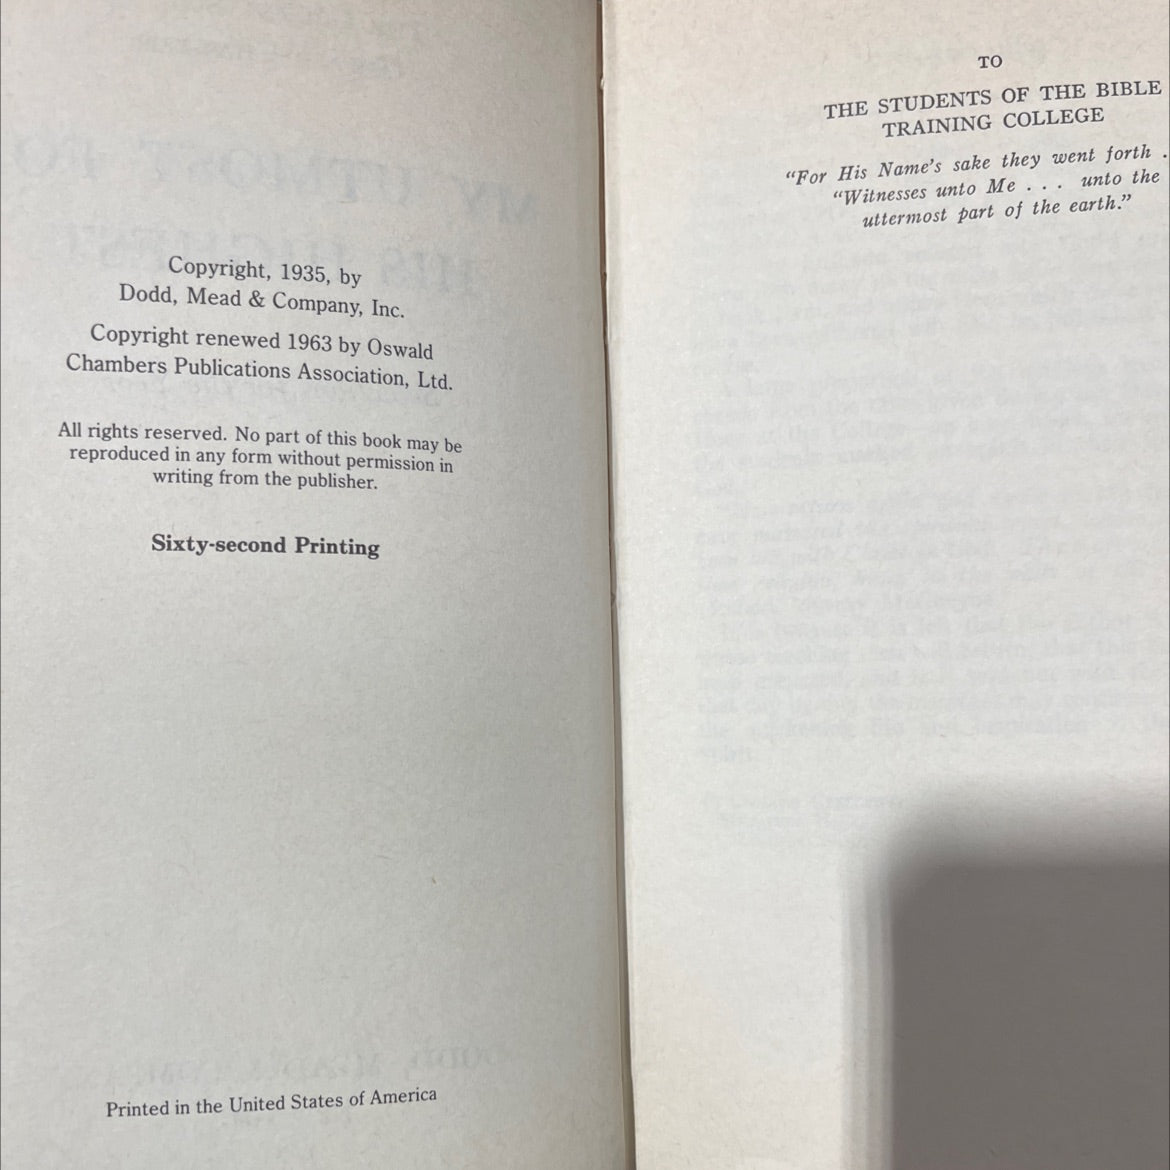 Copyright, 1935, by
Dodd, Mead & Company, Inc.
Copyright renewed 1963 by Oswald
Chambers Publications Association, Ltd.
All rights reserved. No part of this book may be
reproduced in any form without permission in
writing from the publisher.
Sixty-second Printing
Printed in the United States of America
TO
THE STUDENTS OF THE BIBLE
TRAINING COLLEGE
“For His Name’s sake they went forth .
“Witnesses unto Me . . . unto the
uttermost part of the earth.”